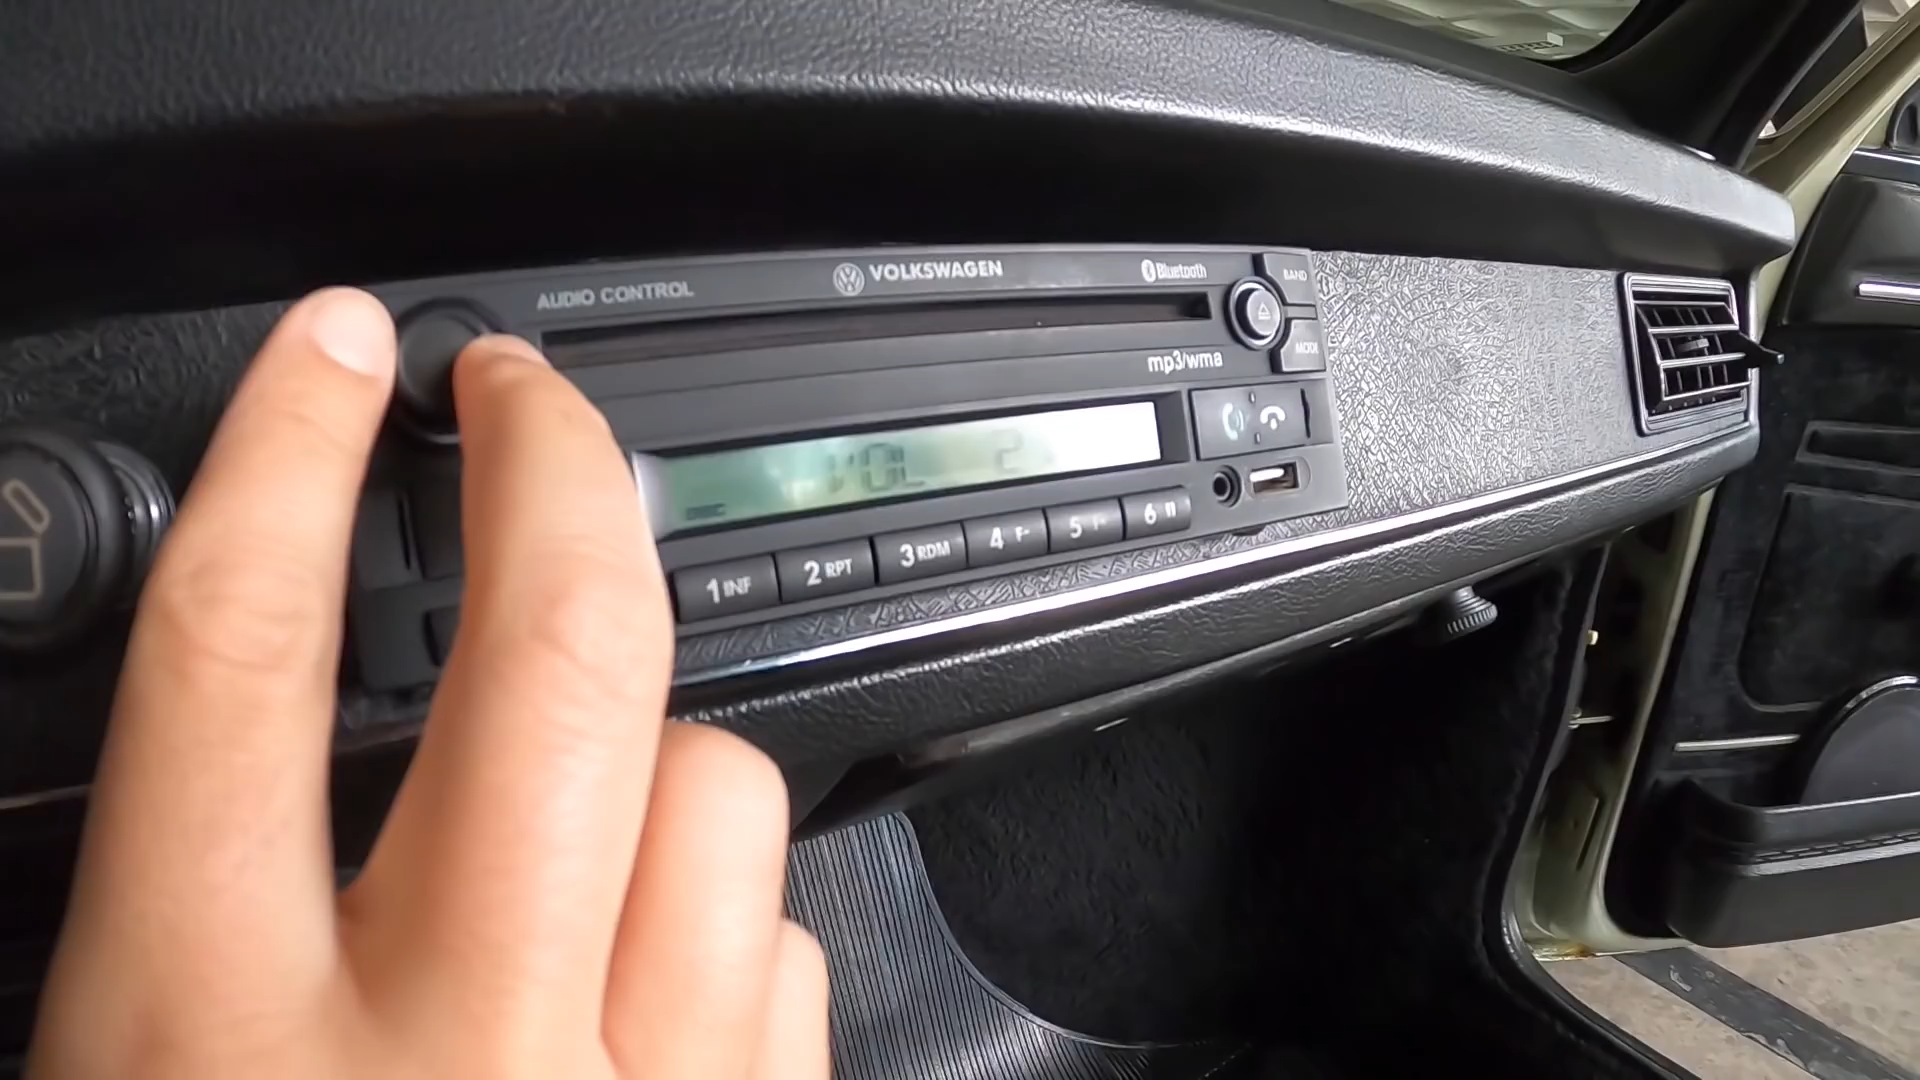 AUDIO CONTROL
VOLKSWAGEN
Bluetooth
BAND
MODE
mp3/wma
VOL 2
1 INF
2 RPT
3 RDM
4 F-
5 F-
6